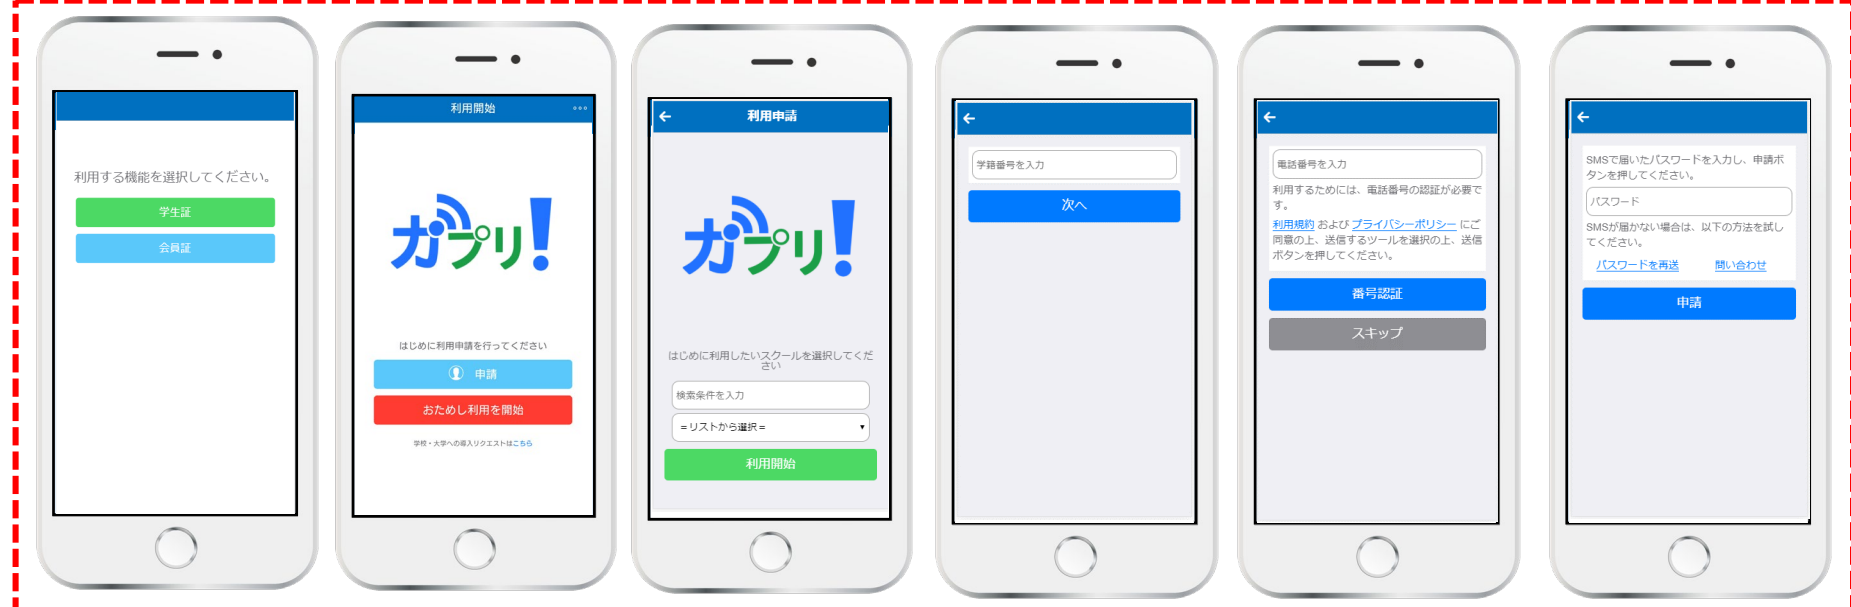 利用する機能を選択してください。
学生証
会員証
利用開始
ガプリ!
はじめに利用申請を行ってください
申請
おためし利用を開始
学校・大学への導入リクエストはこちら
利用申請
ガプリ!
はじめに利用したいスクールを選択してくだ
さい
検索条件を入力
=リストから選択=
利用開始
学籍番号を入力
次へ
電話番号を入力
利用するためには、電話番号の認証が必要で
す。
利用規約 および プライバシーポリシー にご
同意の上、送信するツールを選択の上、送信
ボタンを押してください。
番号認証
スキップ
SMSで届いたパスワードを入力し、申請ボ
タンを押してください。
パスワード
SMSが届かない場合は、以下の方法を試し
てください。
パスワードを再送 問い合わせ
申請